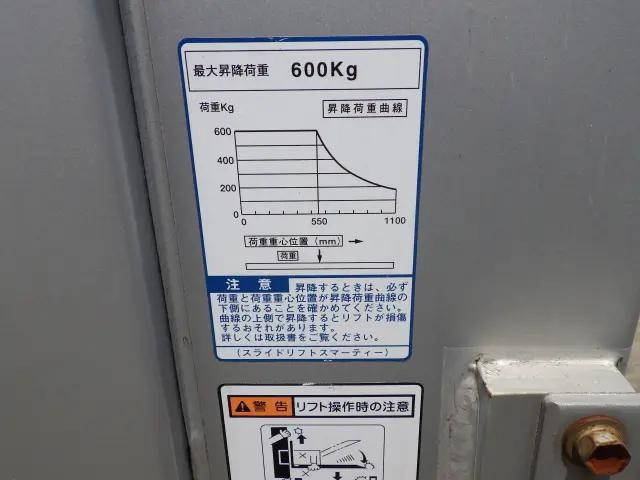 最大昇降荷重 600Kg
荷重Kg
昇降荷重曲線
600
400
200
0
0 550 1100
荷重重心位置(mm) →
荷重 ↓
注意 昇降するときは、必ず
荷重と荷重重心位置が昇降荷重曲線の
下側にあることを確かめてください。
曲線の上側で昇降するとリフトが損傷
するおそれがあります。
詳しくは取扱書をご覧ください。
(スライドリフトスマーティー)
警告 リフト操作時の注意